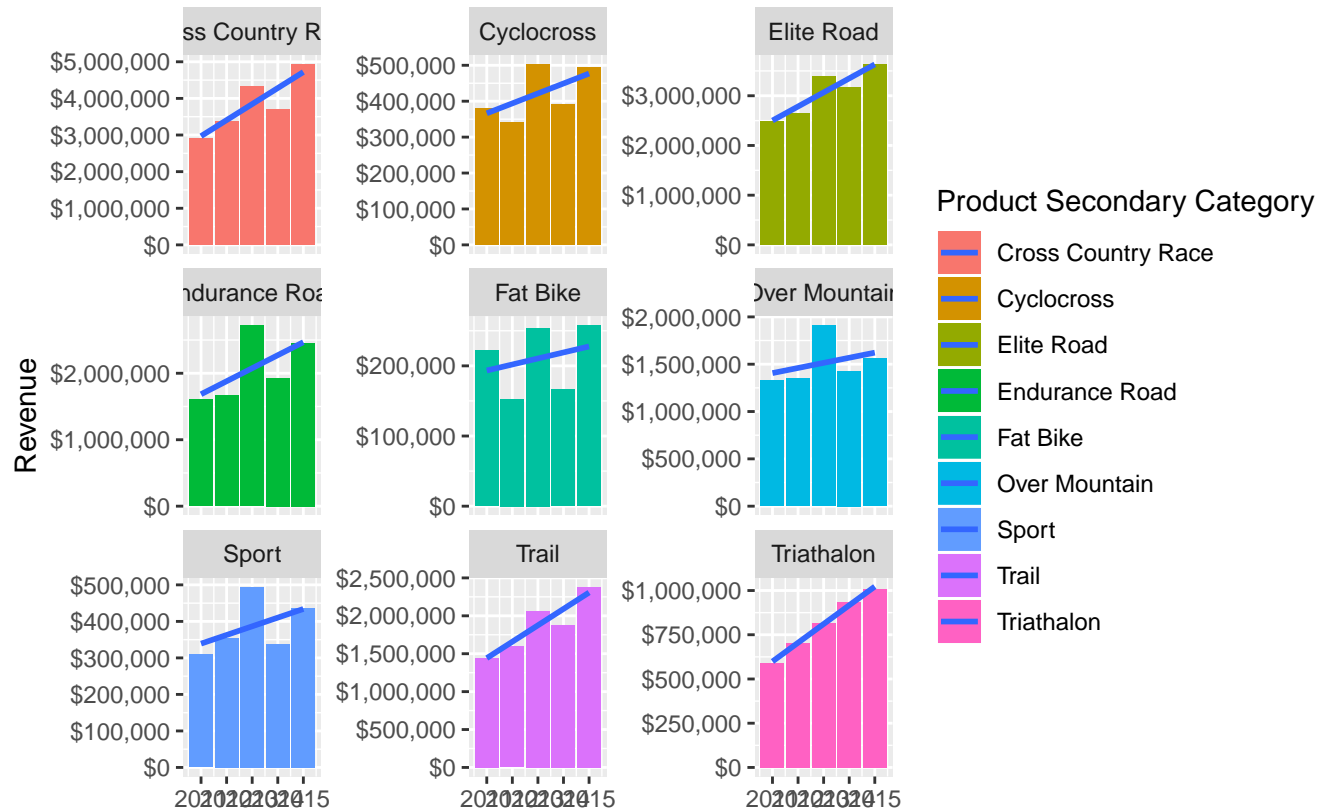 ss Country R
Cyclocross
Elite Road
$5,000,000
$4,000,000
$3,000,000
$2,000,000
$1,000,000
$0
$500,000
$400,000
$300,000
$200,000
$100,000
$0
$3,000,000
$2,000,000
$1,000,000
$0
ndurance Roa
Fat Bike
Over Mountain
$2,000,000
$1,000,000
$0
$200,000
$100,000
$0
$2,000,000
$1,500,000
$1,000,000
$500,000
$0
Sport
Trail
Triathalon
$500,000
$400,000
$300,000
$200,000
$100,000
$0
$2,500,000
$2,000,000
$1,500,000
$1,000,000
$500,000
$0
$1,000,000
$750,000
$500,000
$250,000
$0
Revenue
Product Secondary Category
Cross Country Race
Cyclocross
Elite Road
Endurance Road
Fat Bike
Over Mountain
Sport
Trail
Triathalon